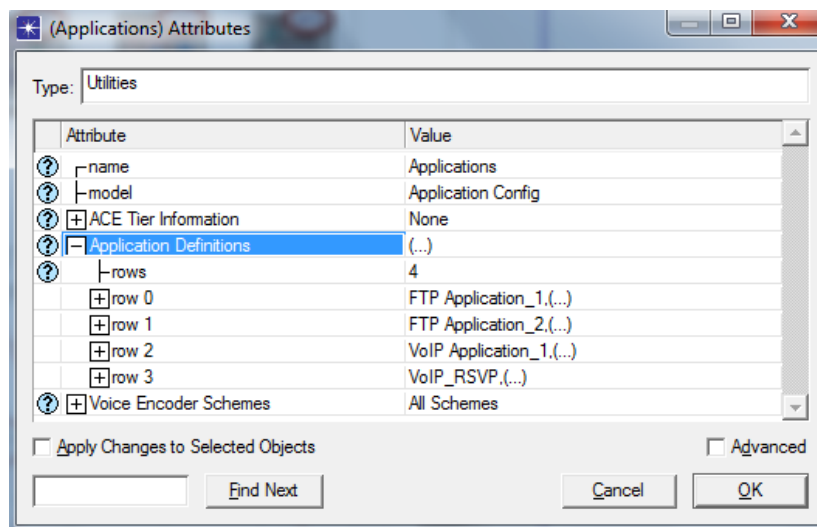 (Applications) Attributes
Type: Utilities
Attribute Value
? name Applications
? model Application Config
? + ACE Tier Information None
? - Application Definitions (...)
? rows 4
+ row 0 FTP Application_1,(...)
+ row 1 FTP Application_2,(...)
+ row 2 VoIP Application_1,(...)
+ row 3 VoIP_RSVP,(...)
? + Voice Encoder Schemes All Schemes
Apply Changes to Selected Objects Advanced
Find Next Cancel OK